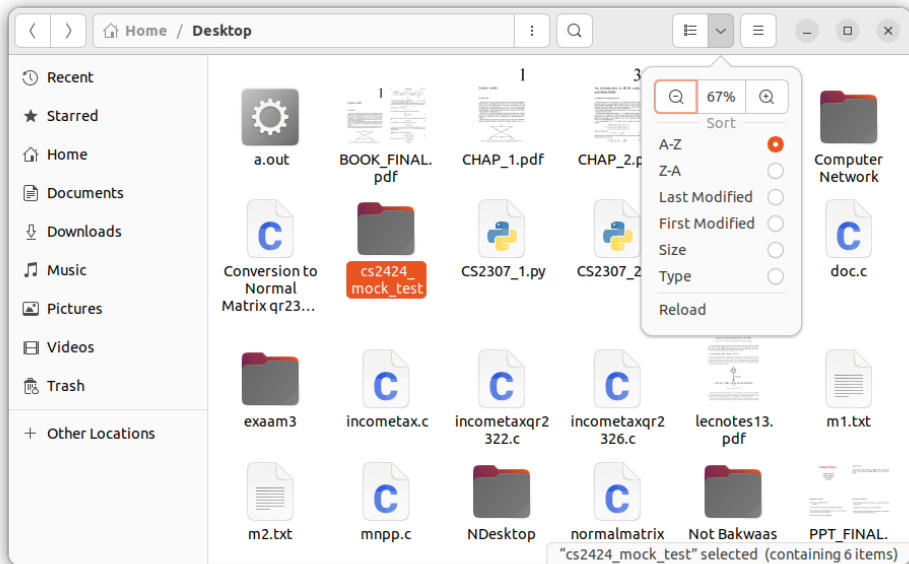 Home / Desktop
Recent
Starred
Home
Documents
Downloads
Music
Pictures
Videos
Trash
Other Locations
a.out
BOOK_FINAL.
pdf
1
CHAP_1.pdf
3
CHAP_2.p
Computer
Network
Conversion to
Normal
Matrix qr23...
cs2424_
mock_test
CS2307_1.py
CS2307_2
doc.c
67%
Sort
A-Z
Z-A
Last Modified
First Modified
Size
Type
Reload
exaam3
incometax.c
incometaxqr2
322.c
incometaxqr2
326.c
lecnotes13.
pdf
m1.txt
m2.txt
mnpp.c
NDesktop
normalmatrix
Not Bakwaas
PPT_FINAL.
"cs2424_mock_test" selected (containing 6 items)